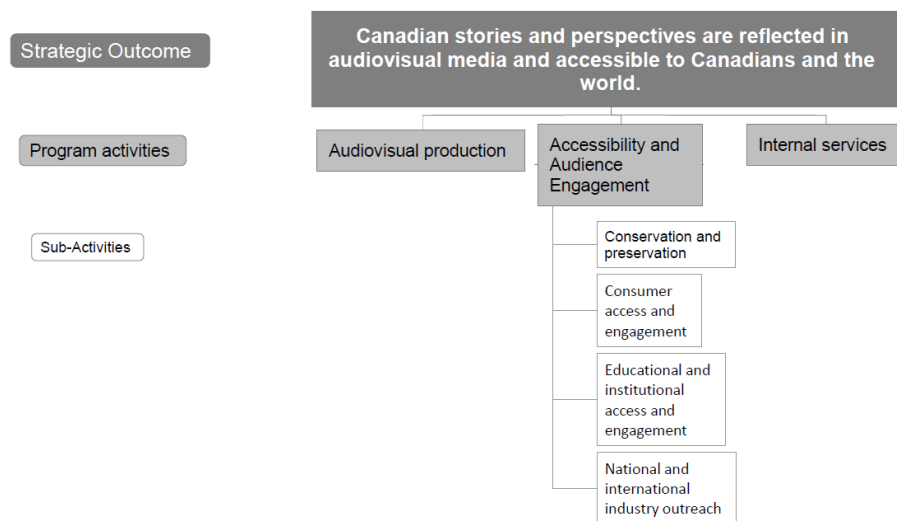 Strategic Outcome
Canadian stories and perspectives are reflected in
audiovisual media and accessible to Canadians and the
world.
Program activities
Audiovisual production
Accessibility and
Audience
Engagement
Internal services
Sub-Activities
Conservation and
preservation
Consumer
access and
engagement
Educational and
institutional
access and
engagement
National and
international
industry outreach